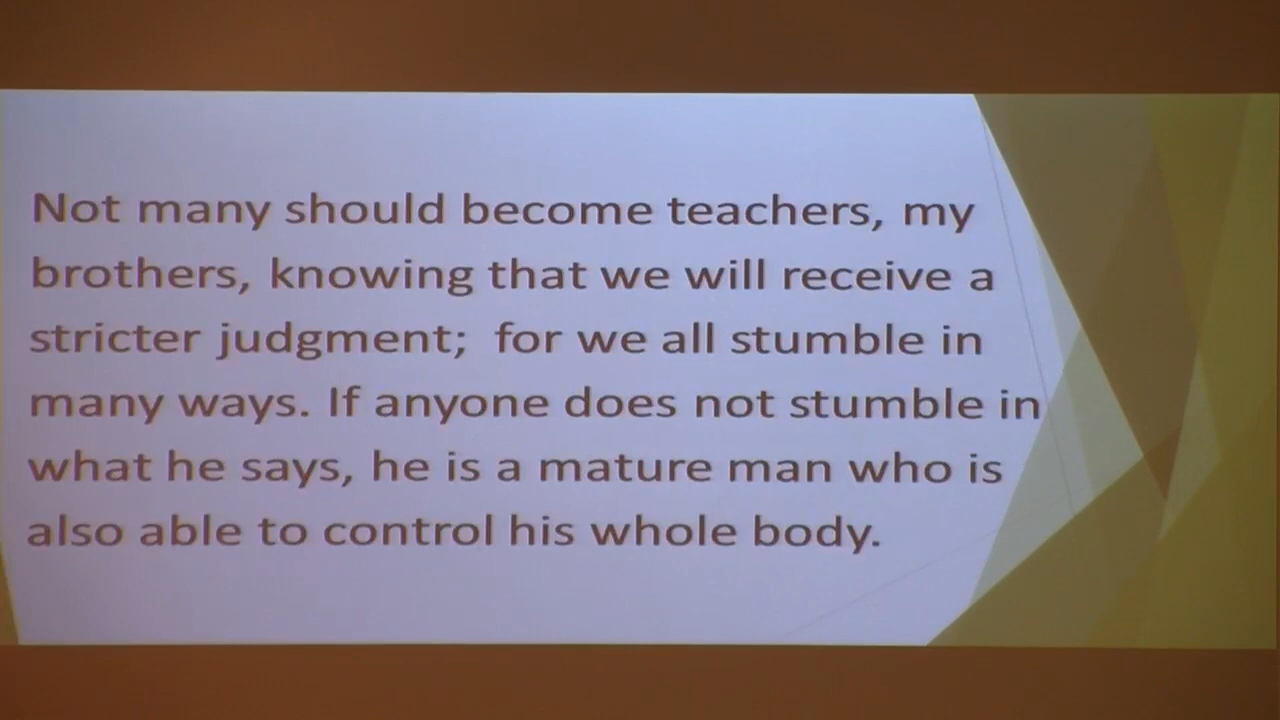 Not many should become teachers, my
brothers, knowing that we will receive a
stricter judgment;  for we all stumble in
many ways. If anyone does not stumble in
what he says, he is a mature man who is
also able to control his whole body.